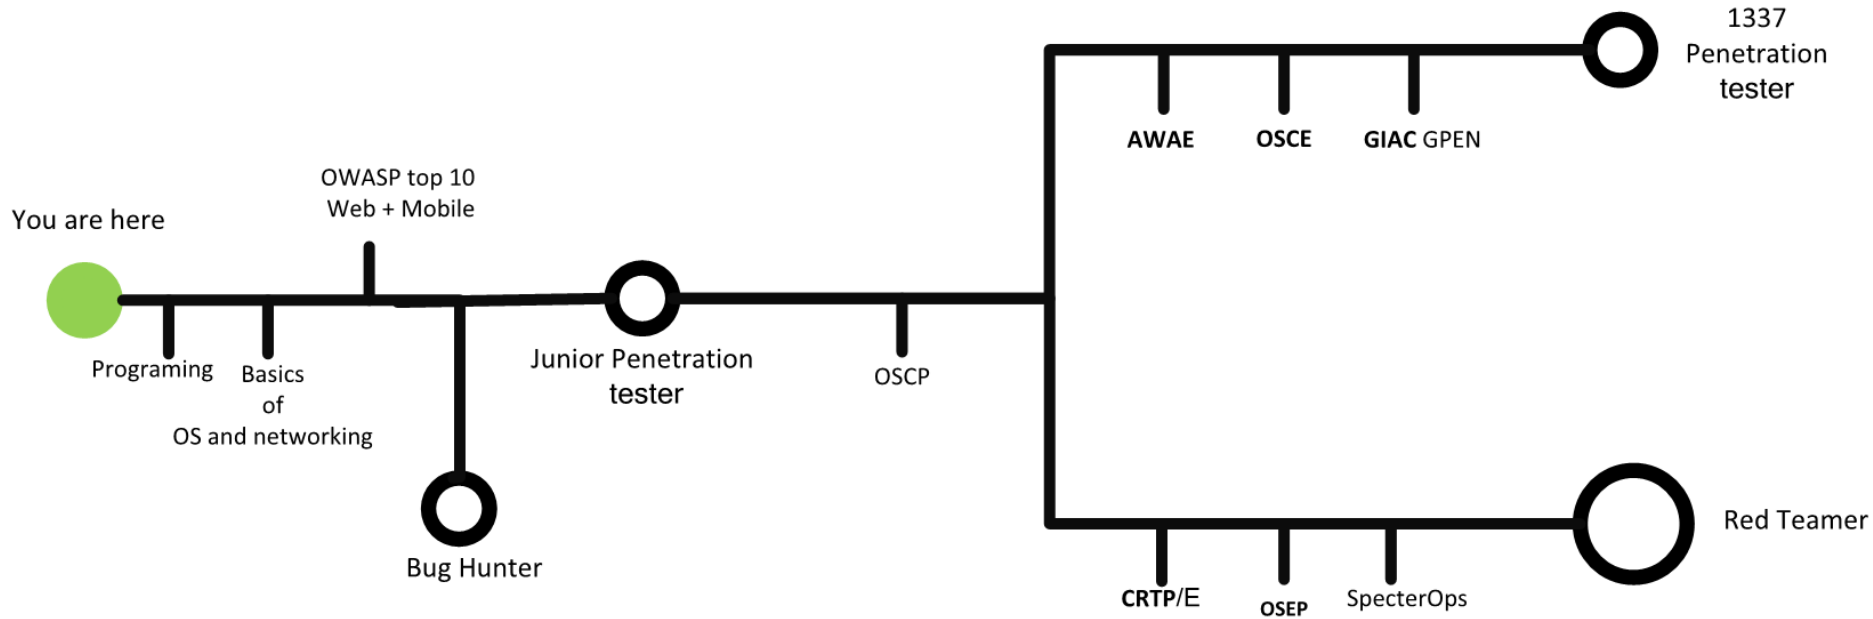 1337
Penetration
tester
AWAE
OSCE
GIAC GPEN
OWASP top 10
Web + Mobile
You are here
Programing
Basics
of
OS and networking
Junior Penetration
tester
OSCP
Bug Hunter
Red Teamer
CRTP/E
OSEP
SpecterOps